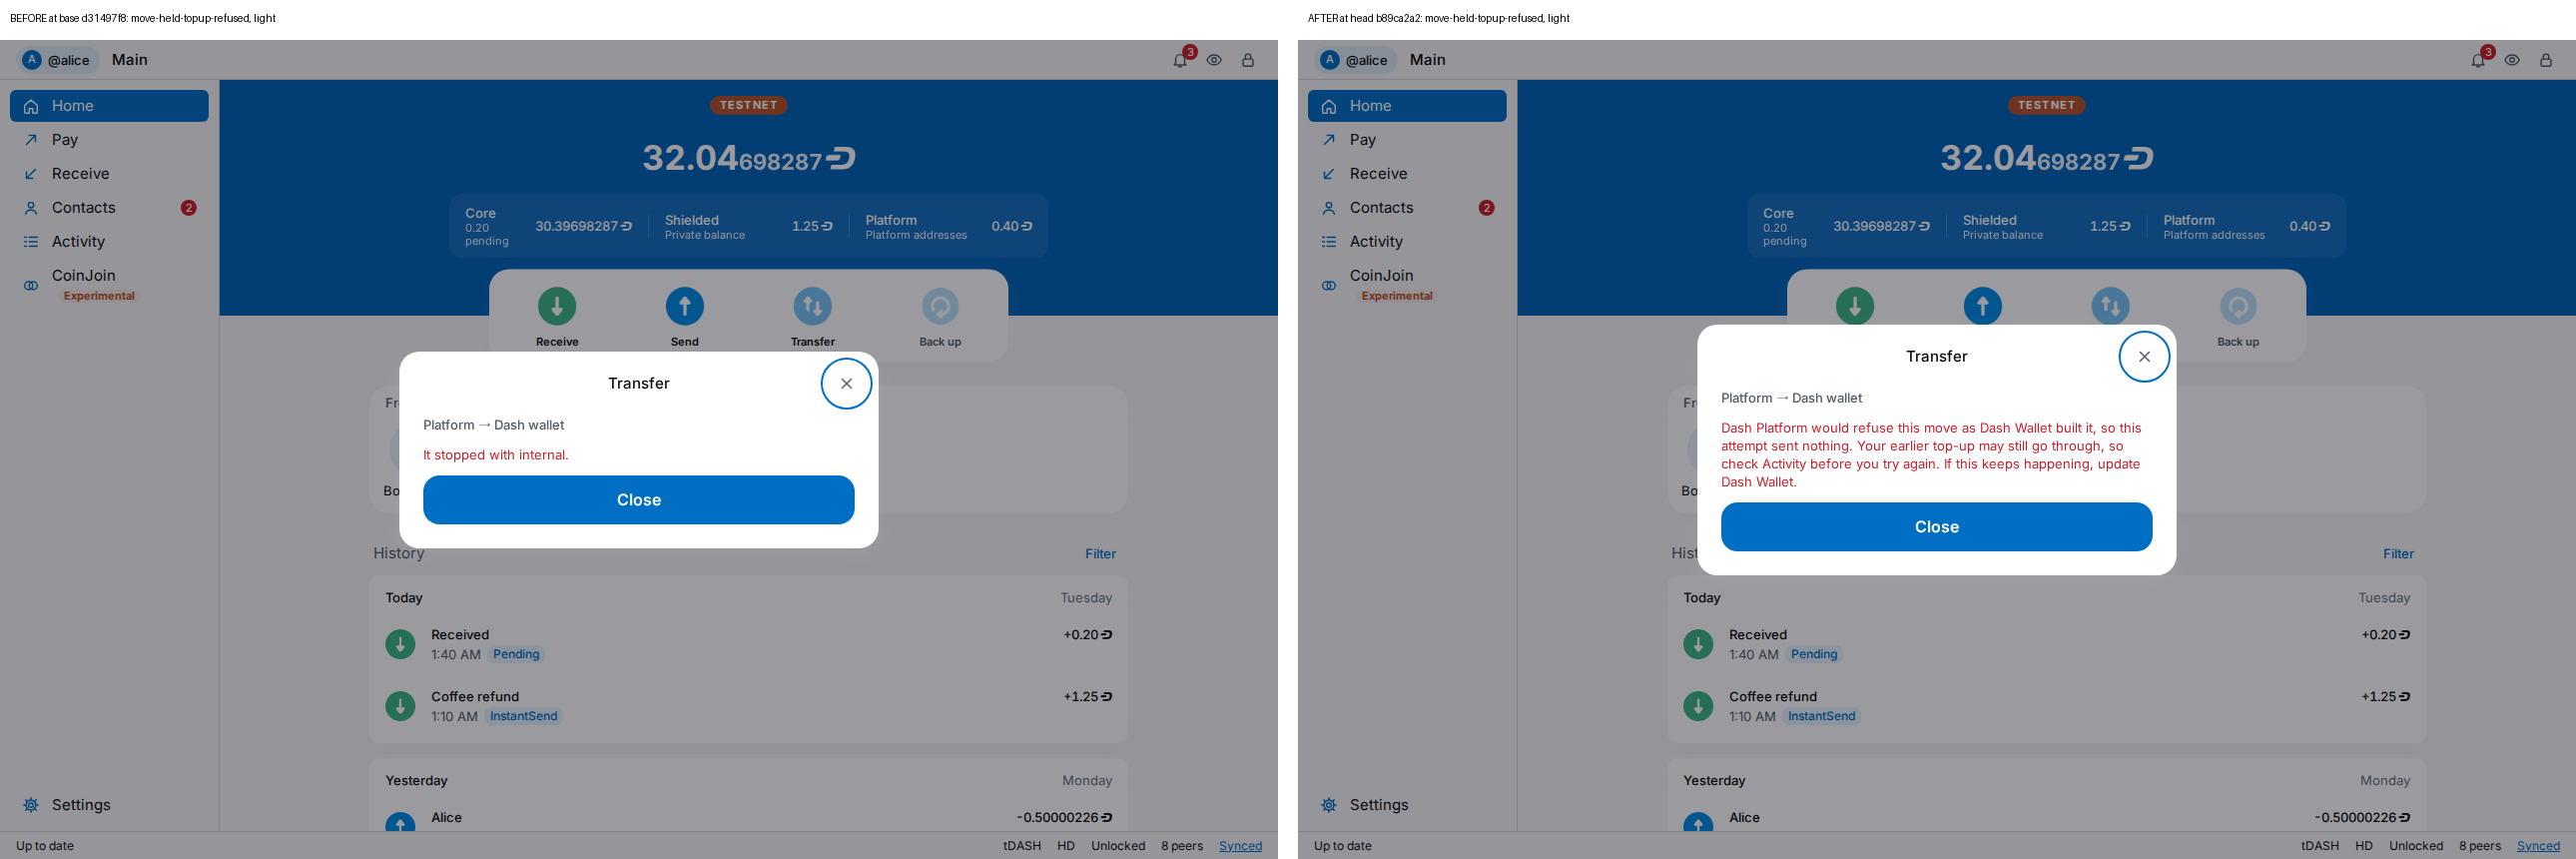 BEFORE at base d31497f8: move-held-topup-refused, light
A @alice Main
3
Home
Pay
Receive
Contacts 2
Activity
CoinJoin
Experimental
Settings
TESTNET
32.04698287
Core
0.20
pending
30.39698287
Shielded
Private balance
1.25
Platform
Platform addresses
0.40
Receive Send Transfer Back up
Transfer
Platform → Dash wallet
It stopped with internal.
Close
Fr
Bo
History Filter
Today Tuesday
Received +0.20
1:40 AM Pending
Coffee refund +1.25
1:10 AM InstantSend
Yesterday Monday
Alice -0.50000226
Up to date tDASH HD Unlocked 8 peers Synced
AFTER at head b89ca2a2: move-held-topup-refused, light
A @alice Main
3
Home
Pay
Receive
Contacts 2
Activity
CoinJoin
Experimental
Settings
TESTNET
32.04698287
Core
0.20
pending
30.39698287
Shielded
Private balance
1.25
Platform
Platform addresses
0.40
Back up
Transfer
Platform → Dash wallet
Dash Platform would refuse this move as Dash Wallet built it, so this
attempt sent nothing. Your earlier top-up may still go through, so
check Activity before you try again. If this keeps happening, update
Dash Wallet.
Close
Fr
Bo
Hist Filter
Today Tuesday
Received +0.20
1:40 AM Pending
Coffee refund +1.25
1:10 AM InstantSend
Yesterday Monday
Alice -0.50000226
Up to date tDASH HD Unlocked 8 peers Synced